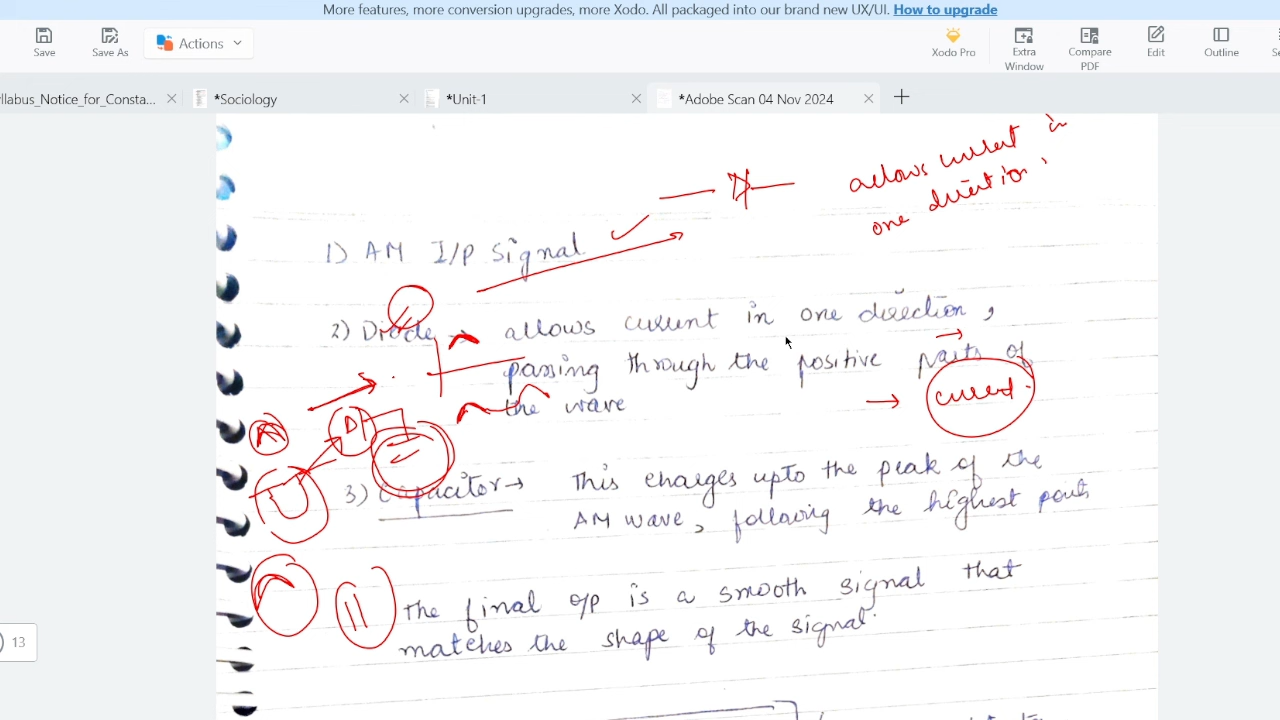 More features, more conversion upgrades, more Xodo. All packaged into our brand new UX/UI. How to upgrade
Save
Save As
Actions
Xodo Pro
Extra Window
Compare PDF
Edit
Outline
llabus_Notice_for_Consta...
*Sociology
*Unit-1
*Adobe Scan 04 Nov 2024
allows current in
one direction,
1) AM I/P Signal
2) Diode → allows current in one direction,
passing through the positive parts of
the wave
current.
3) Capacitor → This charges upto the peak of the
AM wave, following the highest parts
The final o/p is a smooth signal that
matches the shape of the signal.
13